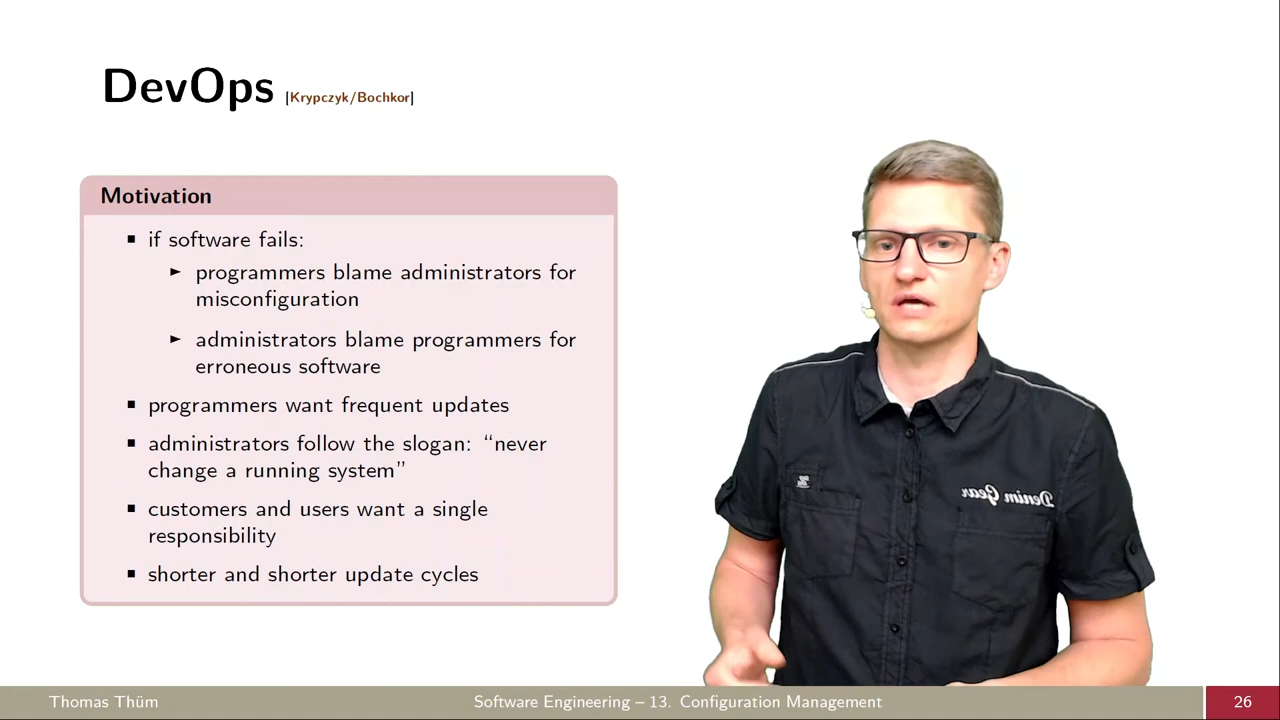 DevOps [Krypczyk/Bochkor]
Motivation
if software fails:
programmers blame administrators for
misconfiguration
administrators blame programmers for
erroneous software
programmers want frequent updates
administrators follow the slogan: “never
change a running system”
customers and users want a single
responsibility
shorter and shorter update cycles
Denim Gear
Thomas Thüm
Software Engineering – 13. Configuration Management
26